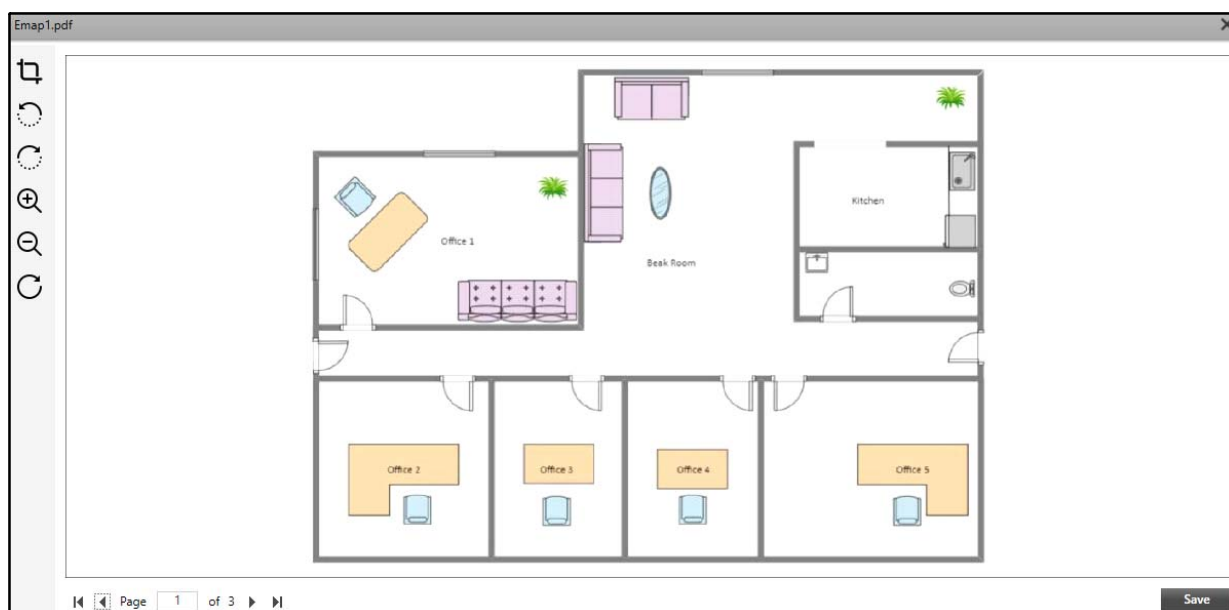 Emap1.pdf
Office 1
Kitchen
Beak Room
Office 2
Office 3
Office 4
Office 5
Page 1 of 3
Save